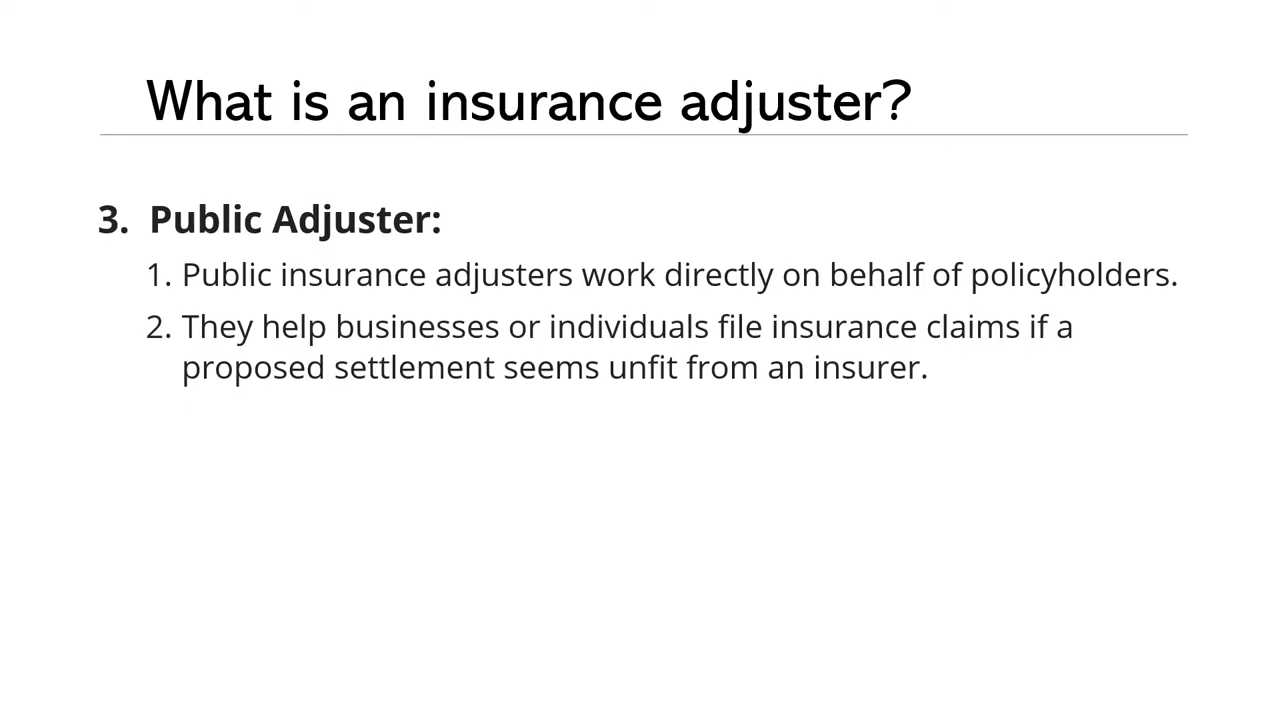 What is an insurance adjuster?
3. Public Adjuster:
1. Public insurance adjusters work directly on behalf of policyholders.
2. They help businesses or individuals file insurance claims if a
proposed settlement seems unfit from an insurer.